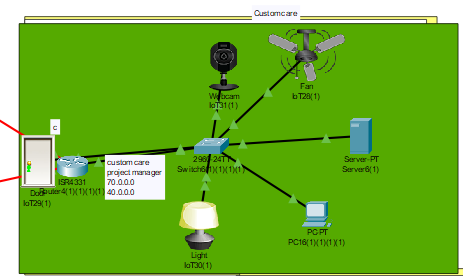 Customcare
Fan
IoT28(1)
Webcam
IoT31(1)
c
2960-24TT
Switch6(1)(1)(1)(1)
Server-PT
Server6(1)
ISR4331
Router4(1)(1)(1)(1)
Door
IoT29(1)
custom care
project manager
70.0.0.0
40.0.0.0
PC-PT
PC16(1)(1)(1)(1)
Light
IoT30(1)